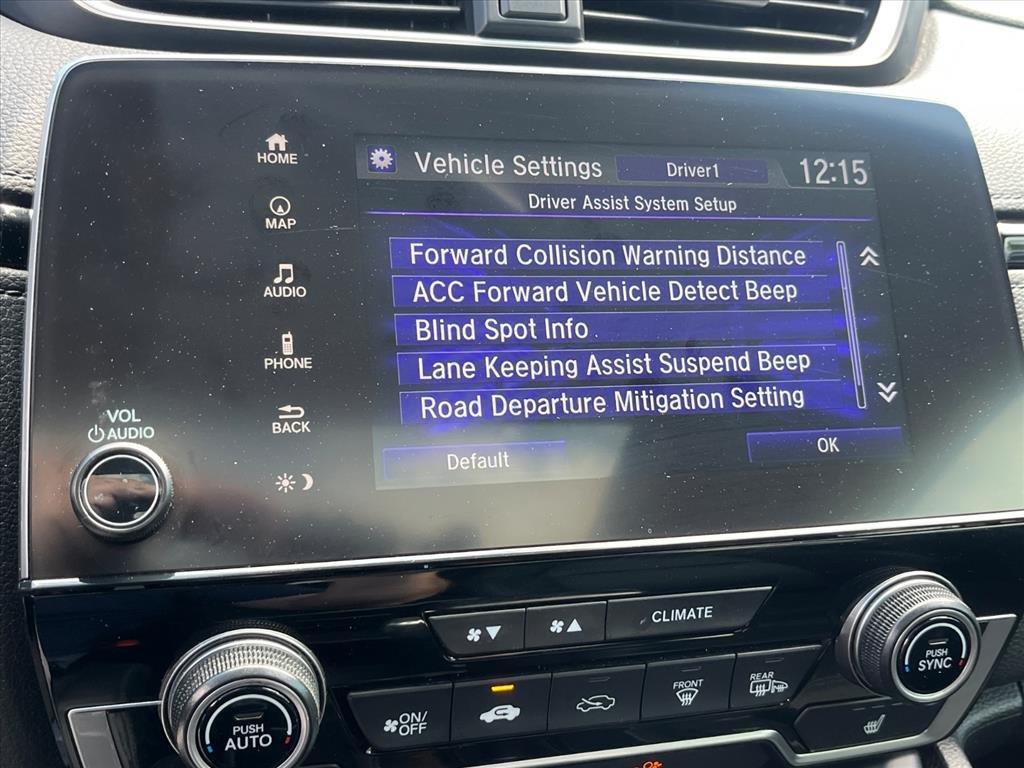 HOME
MAP
AUDIO
PHONE
BACK
VOL
AUDIO
Vehicle Settings Driver1 12:15
Driver Assist System Setup
Forward Collision Warning Distance
ACC Forward Vehicle Detect Beep
Blind Spot Info
Lane Keeping Assist Suspend Beep
Road Departure Mitigation Setting
Default OK
CLIMATE
PUSH
AUTO
ON/
OFF
FRONT
REAR
PUSH
SYNC